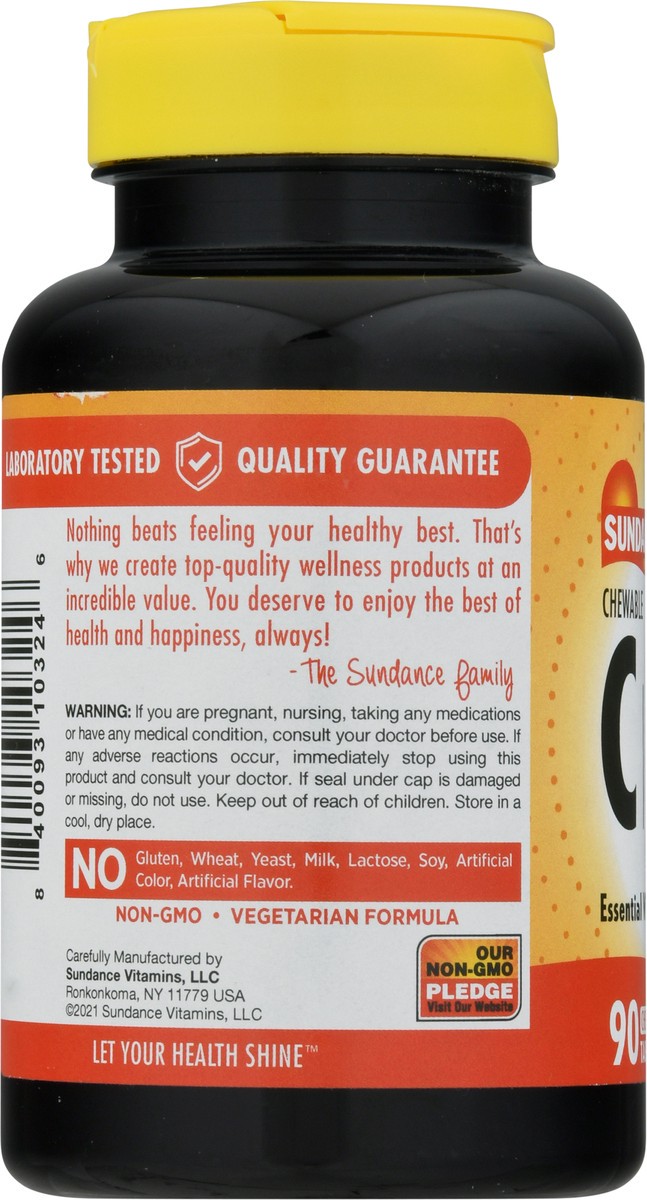 LABORATORY TESTED QUALITY GUARANTEE
Nothing beats feeling your healthy best. That's
why we create top-quality wellness products at an
incredible value. You deserve to enjoy the best of
health and happiness, always!
-The Sundance family
WARNING: If you are pregnant, nursing, taking any medications
or have any medical condition, consult your doctor before use. If
any adverse reactions occur, immediately stop using this
product and consult your doctor. If seal under cap is damaged
or missing, do not use. Keep out of reach of children. Store in a
cool, dry place.
NO Gluten, Wheat, Yeast, Milk, Lactose, Soy, Artificial
Color, Artificial Flavor.
NON-GMO • VEGETARIAN FORMULA
Carefully Manufactured by
Sundance Vitamins, LLC
Ronkonkoma, NY 11779 USA
©2021 Sundance Vitamins, LLC
OUR
NON-GMO
PLEDGE
Visit Our Website
LET YOUR HEALTH SHINE™
8 40093 10324 6
CHEWABLE
C
Essential
90